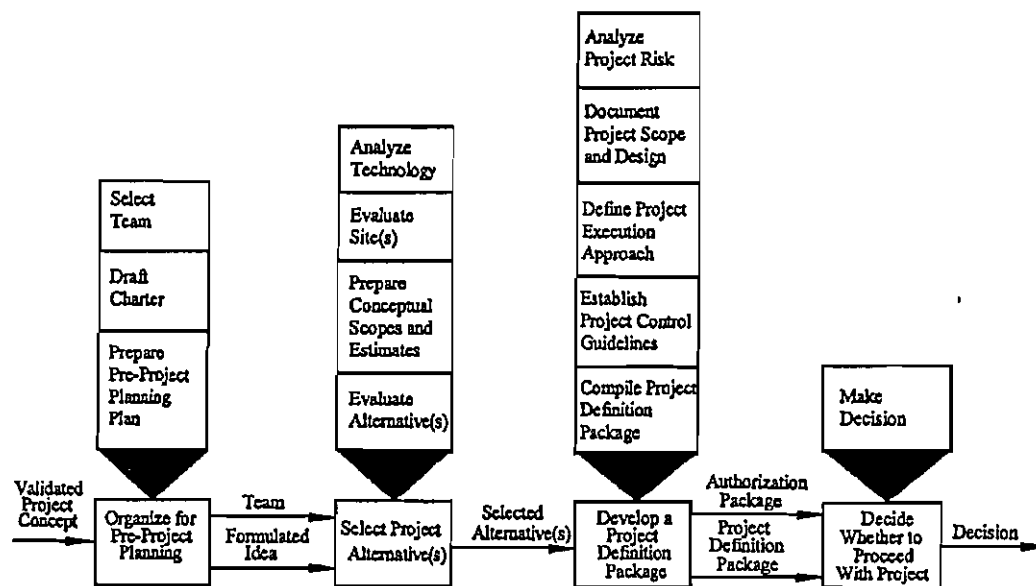 Select
Team
Draft
Charter
Prepare
Pre-Project
Planning
Plan
Analyze
Technology
Evaluate
Site(s)
Prepare
Conceptual
Scopes and
Estimates
Evaluate
Alternative(s)
Analyze
Project Risk
Document
Project Scope
and Design
Define Project
Execution
Approach
Establish
Project Control
Guidelines
Compile Project
Definition
Package
Make
Decision
Validated
Project
Concept
Organize for
Pre-Project
Planning
Team
Formulated
Idea
Select Project
Alternative(s)
Selected
Alternative(s)
Develop a
Project
Definition
Package
Authorization
Package
Project
Definition
Package
Decide
Whether to
Proceed
With Project
Decision